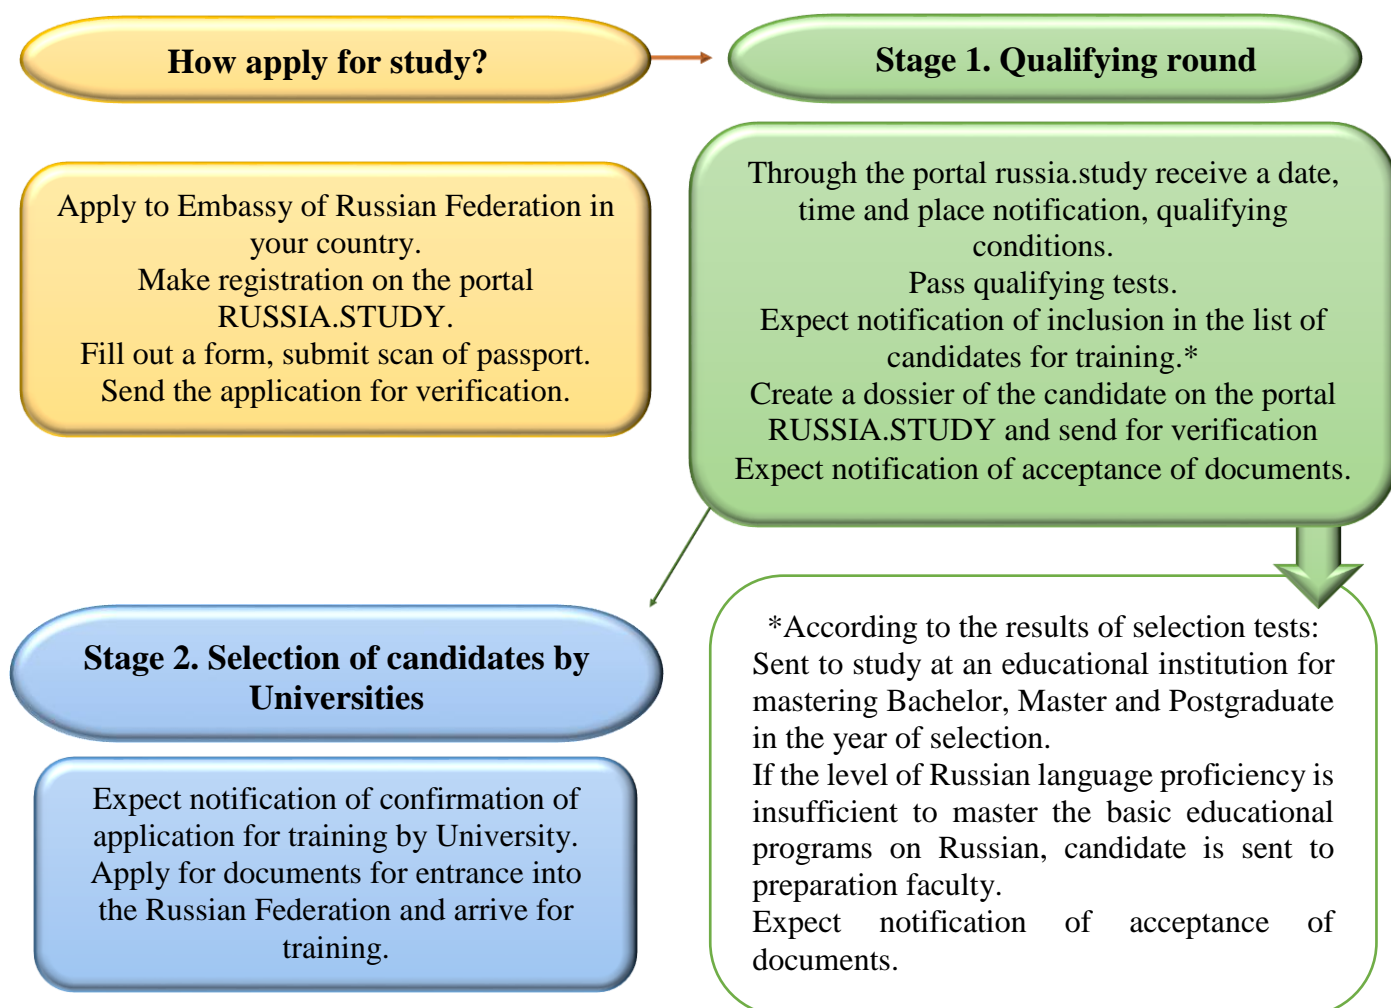 How apply for study?
Apply to Embassy of Russian Federation in
your country.
Make registration on the portal
RUSSIA.STUDY.
Fill out a form, submit scan of passport.
Send the application for verification.
Stage 1. Qualifying round
Through the portal russia.study receive a date,
time and place notification, qualifying
conditions.
Pass qualifying tests.
Expect notification of inclusion in the list of
candidates for training.*
Create a dossier of the candidate on the portal
RUSSIA.STUDY and send for verification
Expect notification of acceptance of documents.
*According to the results of selection tests:
Sent to study at an educational institution for
mastering Bachelor, Master and Postgraduate
in the year of selection.
If the level of Russian language proficiency is
insufficient to master the basic educational
programs on Russian, candidate is sent to
preparation faculty.
Expect notification of acceptance of
documents.
Stage 2. Selection of candidates by
Universities
Expect notification of confirmation of
application for training by University.
Apply for documents for entrance into
the Russian Federation and arrive for
training.